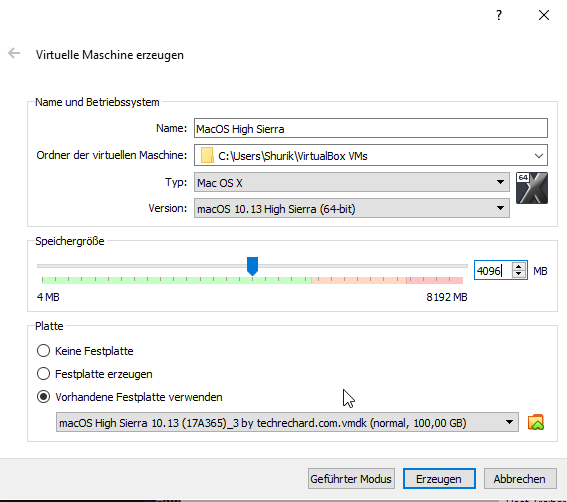 ?
Virtuelle Maschine erzeugen
Name und Betriebssystem
Name: MacOS High Sierra
Ordner der virtuellen Maschine: C:\Users\Shurik\VirtualBox VMs
Typ: Mac OS X
64
Version: macOS 10.13 High Sierra (64-bit)
Speichergröße
4096 MB
4 MB 8192 MB
Platte
Keine Festplatte
Festplatte erzeugen
Vorhandene Festplatte verwenden
macOS High Sierra 10.13 (17A365)_3 by techrechard.com.vmdk (normal, 100,00 GB)
Geführter Modus Erzeugen Abbrechen